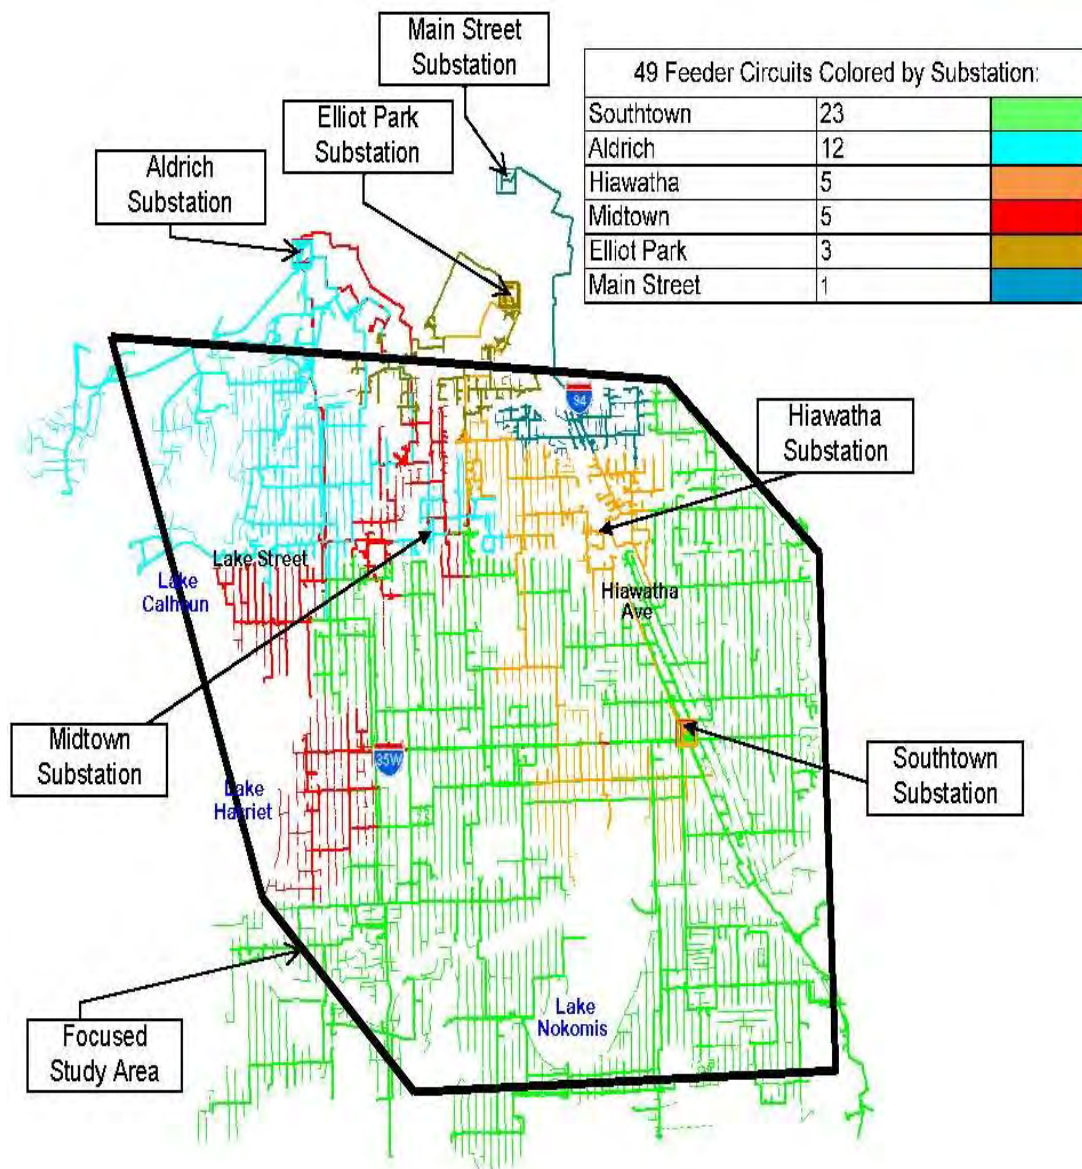 Main Street
Substation
49 Feeder Circuits Colored by Substation:
Southtown 23
Aldrich 12
Hiawatha 5
Midtown 5
Elliot Park 3
Main Street 1
Elliot Park
Substation
Aldrich
Substation
94
Hiawatha
Substation
Lake Street
Lake
Calhoun
Hiawatha
Ave
Midtown
Substation
35W
Southtown
Substation
Lake
Harriet
Lake
Nokomis
Focused
Study Area